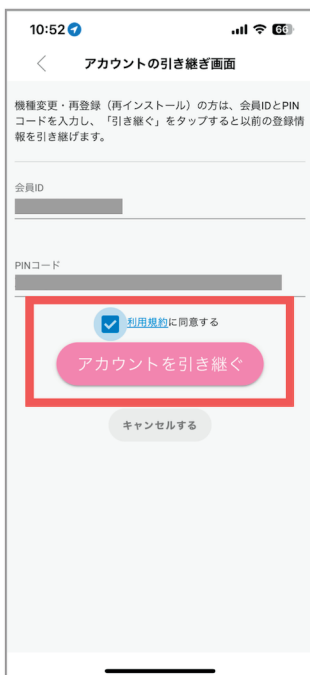 10:52
66
アカウントの引き継ぎ画面
機種変更・再登録（再インストール）の方は、会員IDとPIN
コードを入力し、「引き継ぐ」をタップすると以前の登録情
報を引き継げます。
会員ID
PINコード
利用規約に同意する
アカウントを引き継ぐ
キャンセルする